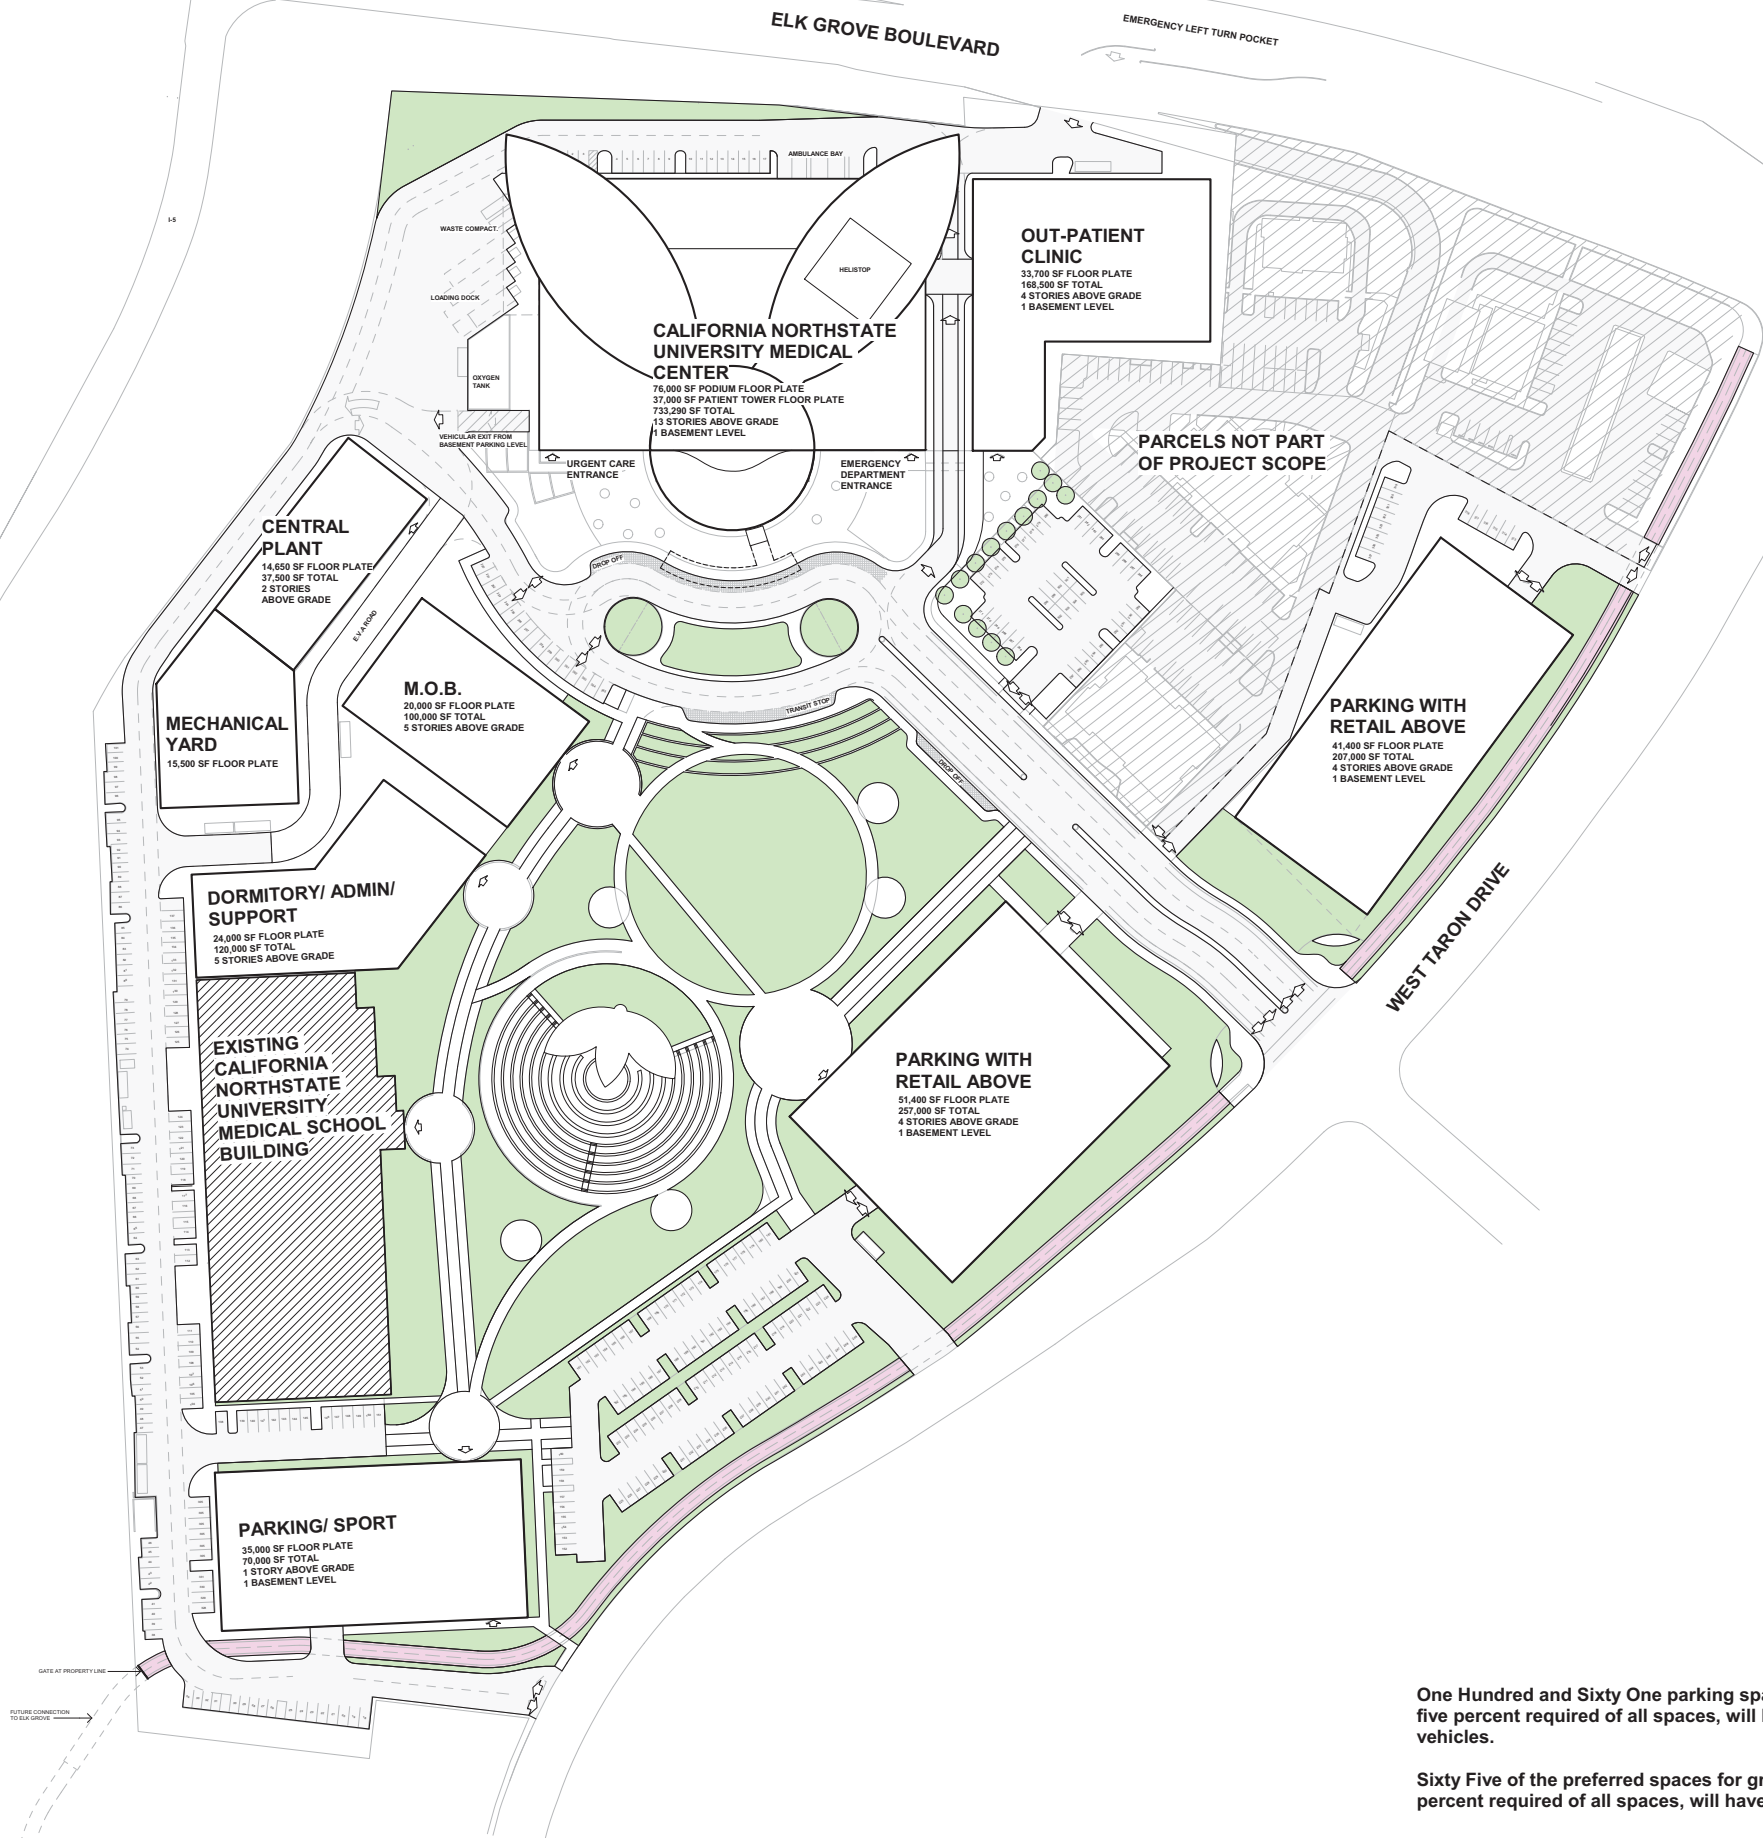 ELK GROVE BOULEVARD
EMERGENCY LEFT TURN POCKET
I-5
AMBULANCE BAY
WASTE COMPACT.
LOADING DOCK
HELISTOP
OUT-PATIENT
CLINIC
33,700 SF FLOOR PLATE
168,500 SF TOTAL
4 STORIES ABOVE GRADE
1 BASEMENT LEVEL
CALIFORNIA NORTHSTATE
UNIVERSITY MEDICAL
CENTER
76,000 SF PODIUM FLOOR PLATE
37,000 SF PATIENT TOWER FLOOR PLATE
733,290 SF TOTAL
13 STORIES ABOVE GRADE
1 BASEMENT LEVEL
OXYGEN
TANK
VEHICULAR EXIT FROM
BASEMENT PARKING LEVEL
URGENT CARE
ENTRANCE
EMERGENCY
DEPARTMENT
ENTRANCE
PARCELS NOT PART
OF PROJECT SCOPE
CENTRAL
PLANT
14,650 SF FLOOR PLATE
37,500 SF TOTAL
2 STORIES
ABOVE GRADE
E.V.A ROAD
DROP OFF
MECHANICAL
YARD
15,500 SF FLOOR PLATE
M.O.B.
20,000 SF FLOOR PLATE
100,000 SF TOTAL
5 STORIES ABOVE GRADE
TRANSIT STOP
DROP OFF
PARKING WITH
RETAIL ABOVE
41,400 SF FLOOR PLATE
207,000 SF TOTAL
4 STORIES ABOVE GRADE
1 BASEMENT LEVEL
DORMITORY/ ADMIN/
SUPPORT
24,000 SF FLOOR PLATE
120,000 SF TOTAL
5 STORIES ABOVE GRADE
WEST TARON DRIVE
EXISTING
CALIFORNIA
NORTHSTATE
UNIVERSITY
MEDICAL SCHOOL
BUILDING
PARKING WITH
RETAIL ABOVE
51,400 SF FLOOR PLATE
257,000 SF TOTAL
4 STORIES ABOVE GRADE
1 BASEMENT LEVEL
PARKING/ SPORT
35,000 SF FLOOR PLATE
70,000 SF TOTAL
1 STORY ABOVE GRADE
1 BASEMENT LEVEL
GATE AT PROPERTY LINE
FUTURE CONNECTION
TO ELK GROVE
One Hundred and Sixty One parking
five percent required of all spaces, will
vehicles.
Sixty Five of the preferred spaces for
percent required of all spaces, will have